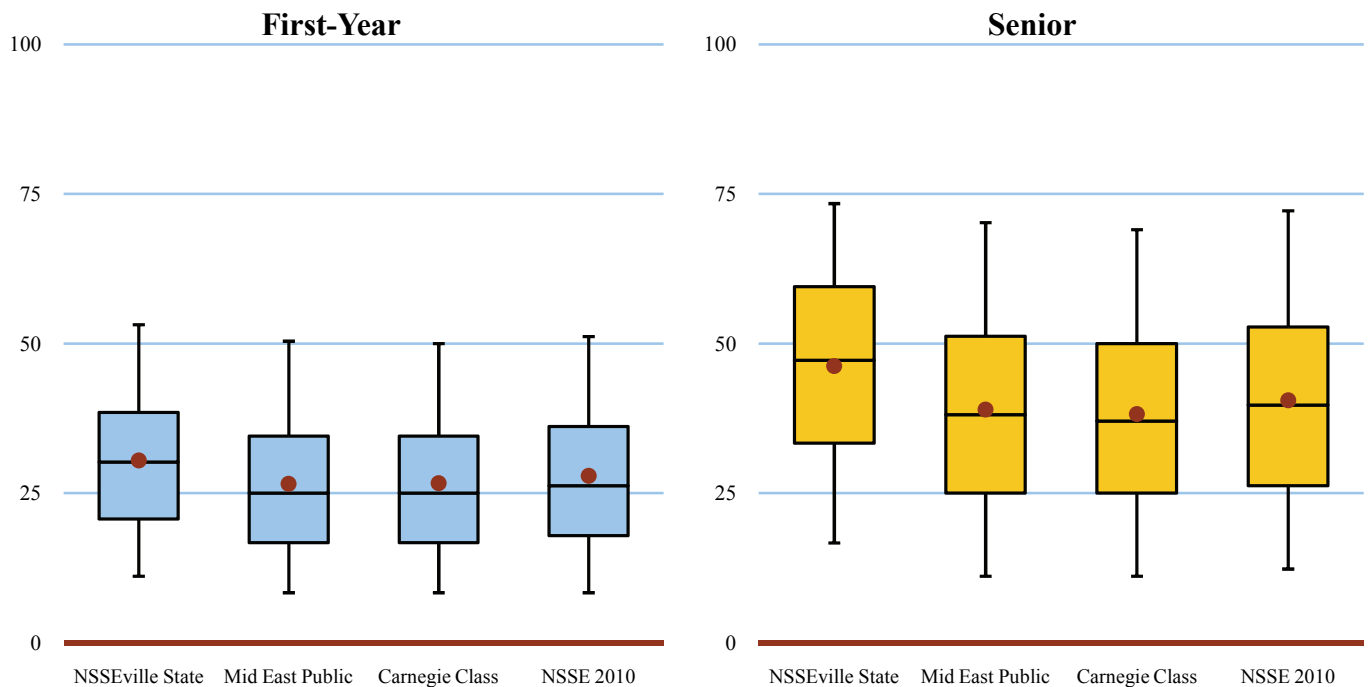 First-Year
100
75
50
25
0
NSSEville State
Mid East Public
Carnegie Class
NSSE 2010
Senior
100
75
50
25
0
NSSEville State
Mid East Public
Carnegie Class
NSSE 2010